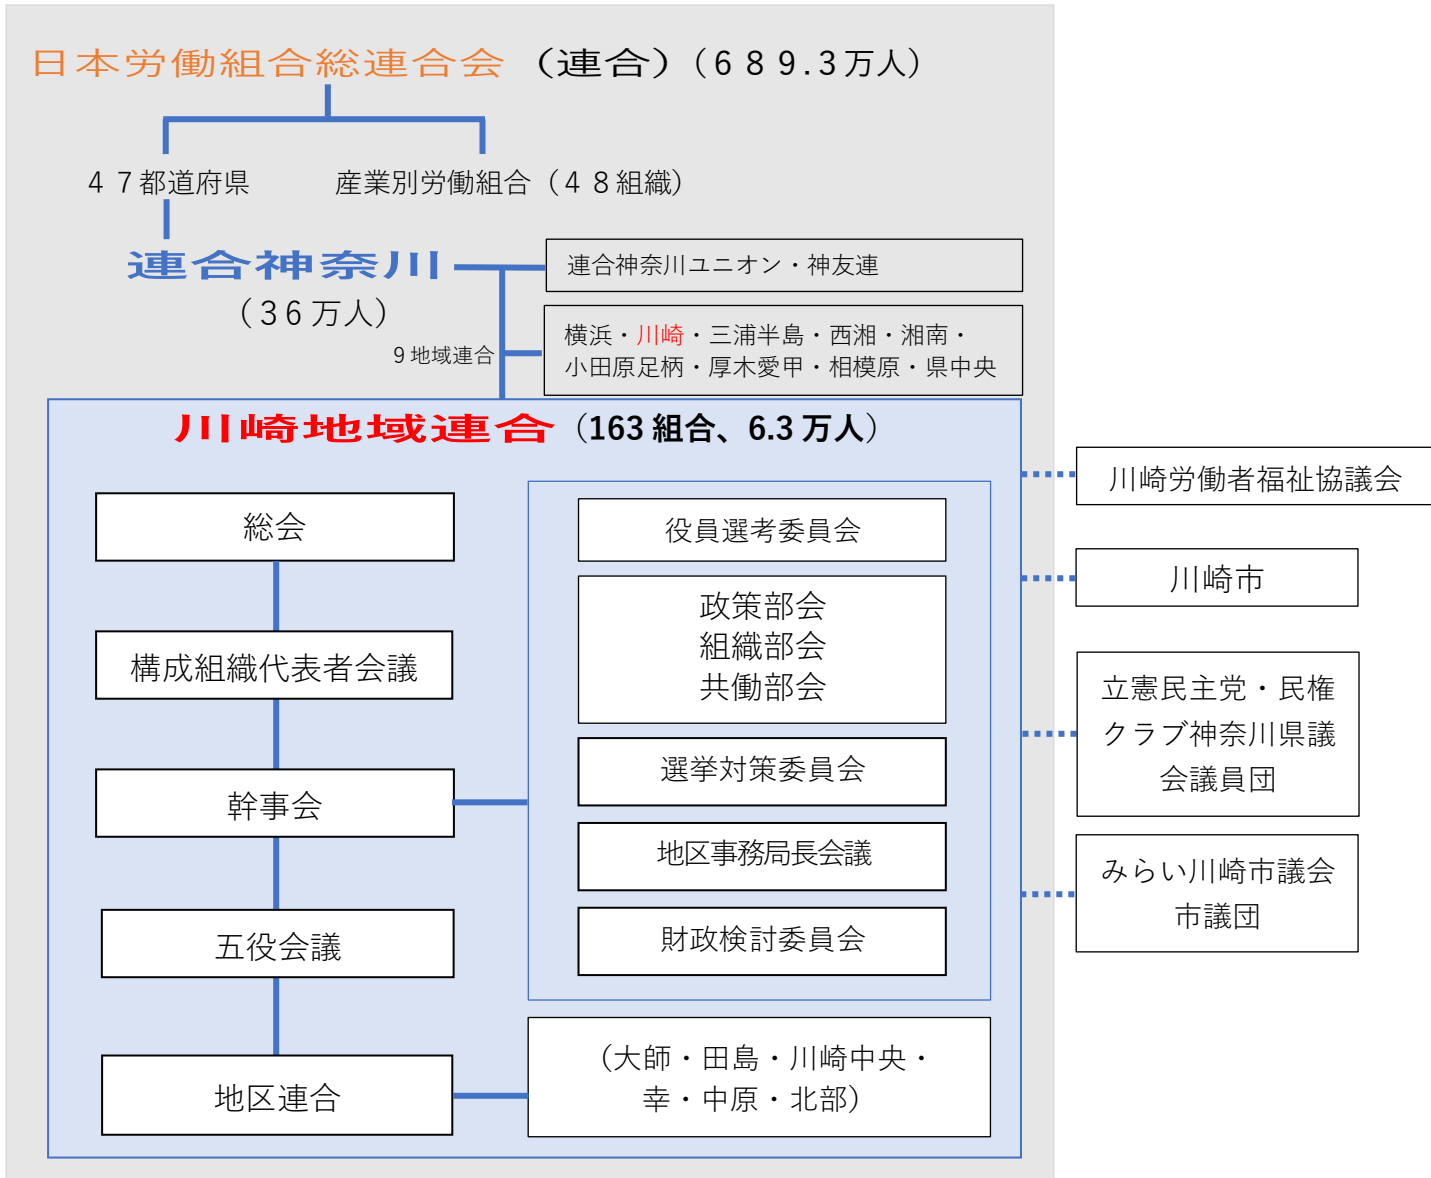 日本労働組合総連合会（連合）（６８９.３万人）
４７都道府県
産業別労働組合（４８組織）
連合神奈川
（３６万人）
連合神奈川ユニオン・神友連
９地域連合
横浜・川崎・三浦半島・西湘・湘南・
小田原足柄・厚木愛甲・相模原・県中央
川崎地域連合（163 組合、6.3 万人）
総会
構成組織代表者会議
幹事会
五役会議
地区連合
役員選考委員会
政策部会
組織部会
共働部会
選挙対策委員会
地区事務局長会議
財政検討委員会
（大師・田島・川崎中央・
幸・中原・北部）
川崎労働者福祉協議会
川崎市
立憲民主党・民権
クラブ神奈川県議
会議員団
みらい川崎市議会
市議団